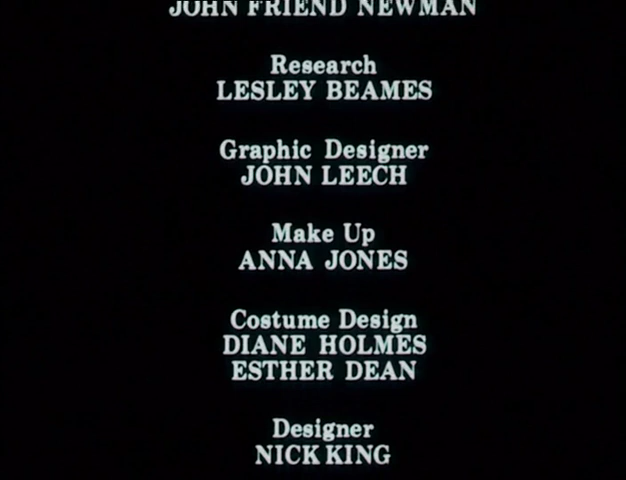 JOHN FRIEND NEWMAN
Research
LESLEY BEAMES
Graphic Designer
JOHN LEECH
Make Up
ANNA JONES
Costume Design
DIANE HOLMES
ESTHER DEAN
Designer
NICK KING